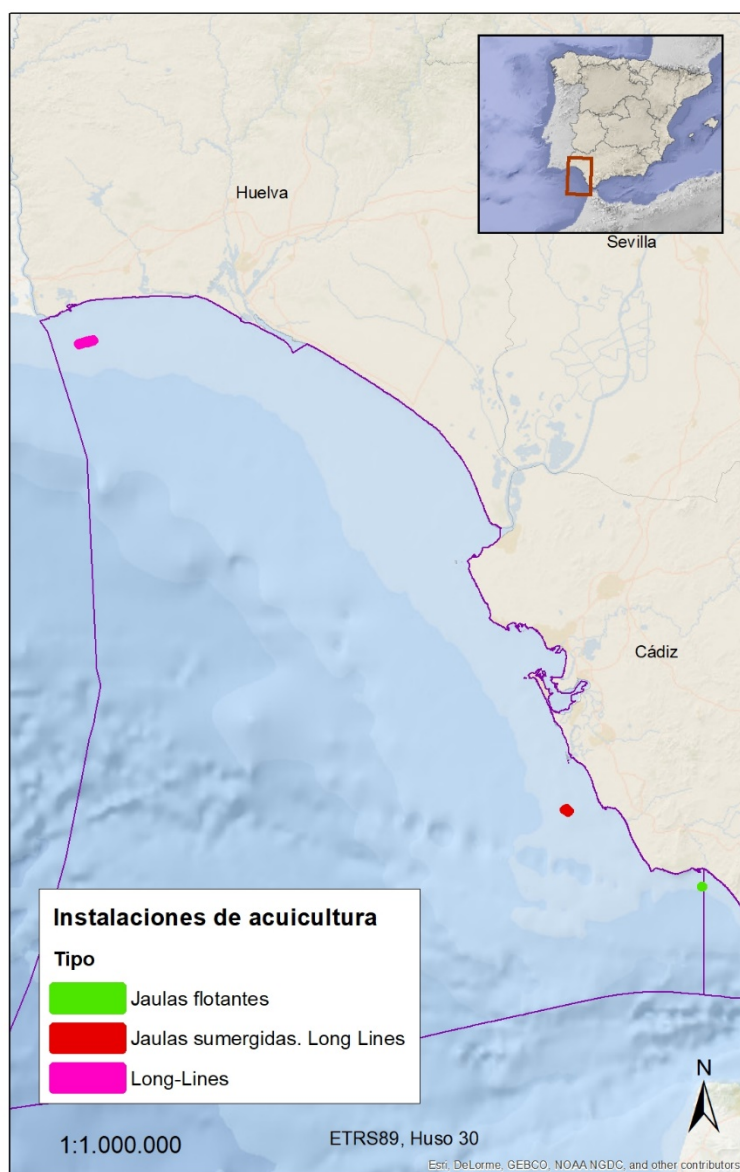 Huelva
Sevilla
Cádiz
Instalaciones de acuicultura
Tipo
Jaulas flotantes
Jaulas sumergidas. Long Lines
Long-Lines
N
1:1.000.000
ETRS89, Huso 30
Esri, DeLorme, GEBCO, NOAA NGDC, and other contributors